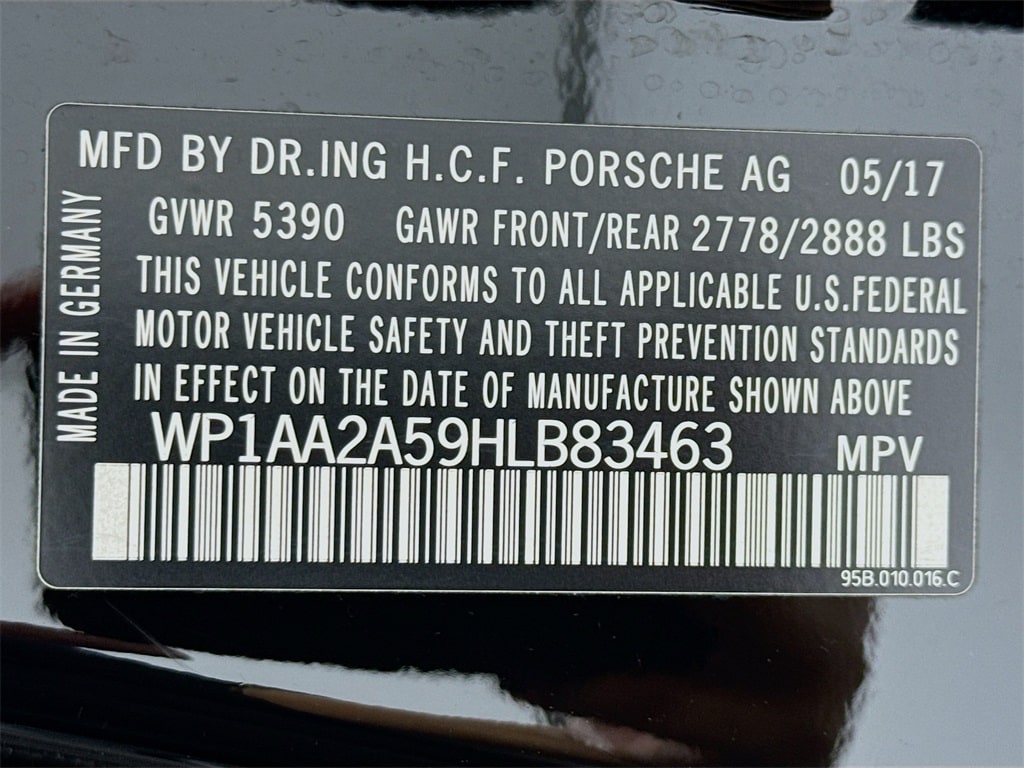 MFD BY DR.ING H.C.F. PORSCHE AG 05/17
GVWR 5390 GAWR FRONT/REAR 2778/2888 LBS
THIS VEHICLE CONFORMS TO ALL APPLICABLE U.S.FEDERAL
MOTOR VEHICLE SAFETY AND THEFT PREVENTION STANDARDS
IN EFFECT ON THE DATE OF MANUFACTURE SHOWN ABOVE
WP1AA2A59HLB83463 MPV
95B.010.016.C
MADE IN GERMANY